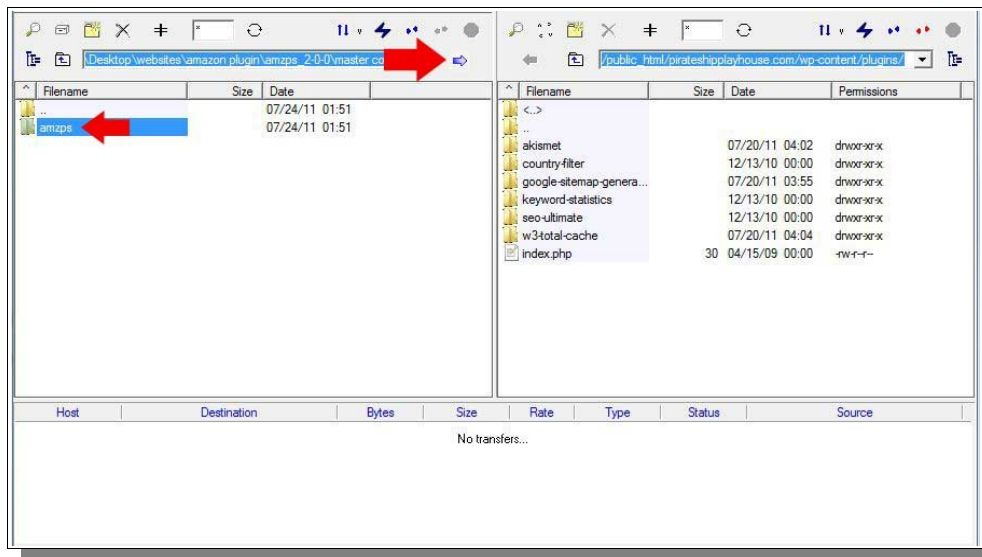 \Desktop\websites\amazon plugin\amzps_2-0-0\master co
/public_html/pirateshipplayhouse.com/wp-content/plugins/
^ Filename Size Date
.. 07/24/11 01:51
amzps 07/24/11 01:51
^ Filename Size Date Permissions
<..>
..
akismet 07/20/11 04:02 drwxr-xr-x
country-filter 12/13/10 00:00 drwxr-xr-x
google-sitemap-genera... 07/20/11 03:55 drwxr-xr-x
keyword-statistics 12/13/10 00:00 drwxr-xr-x
seo-ultimate 12/13/10 00:00 drwxr-xr-x
w3-total-cache 07/20/11 04:04 drwxr-xr-x
index.php 30 04/15/09 00:00 -rw-r--r--
Host Destination Bytes Size Rate Type Status Source
No transfers...